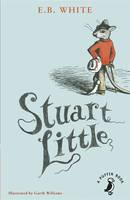 E.B. WHITE
Stuart
Little
A PUFFIN BOOK
Illustrated by Garth Williams